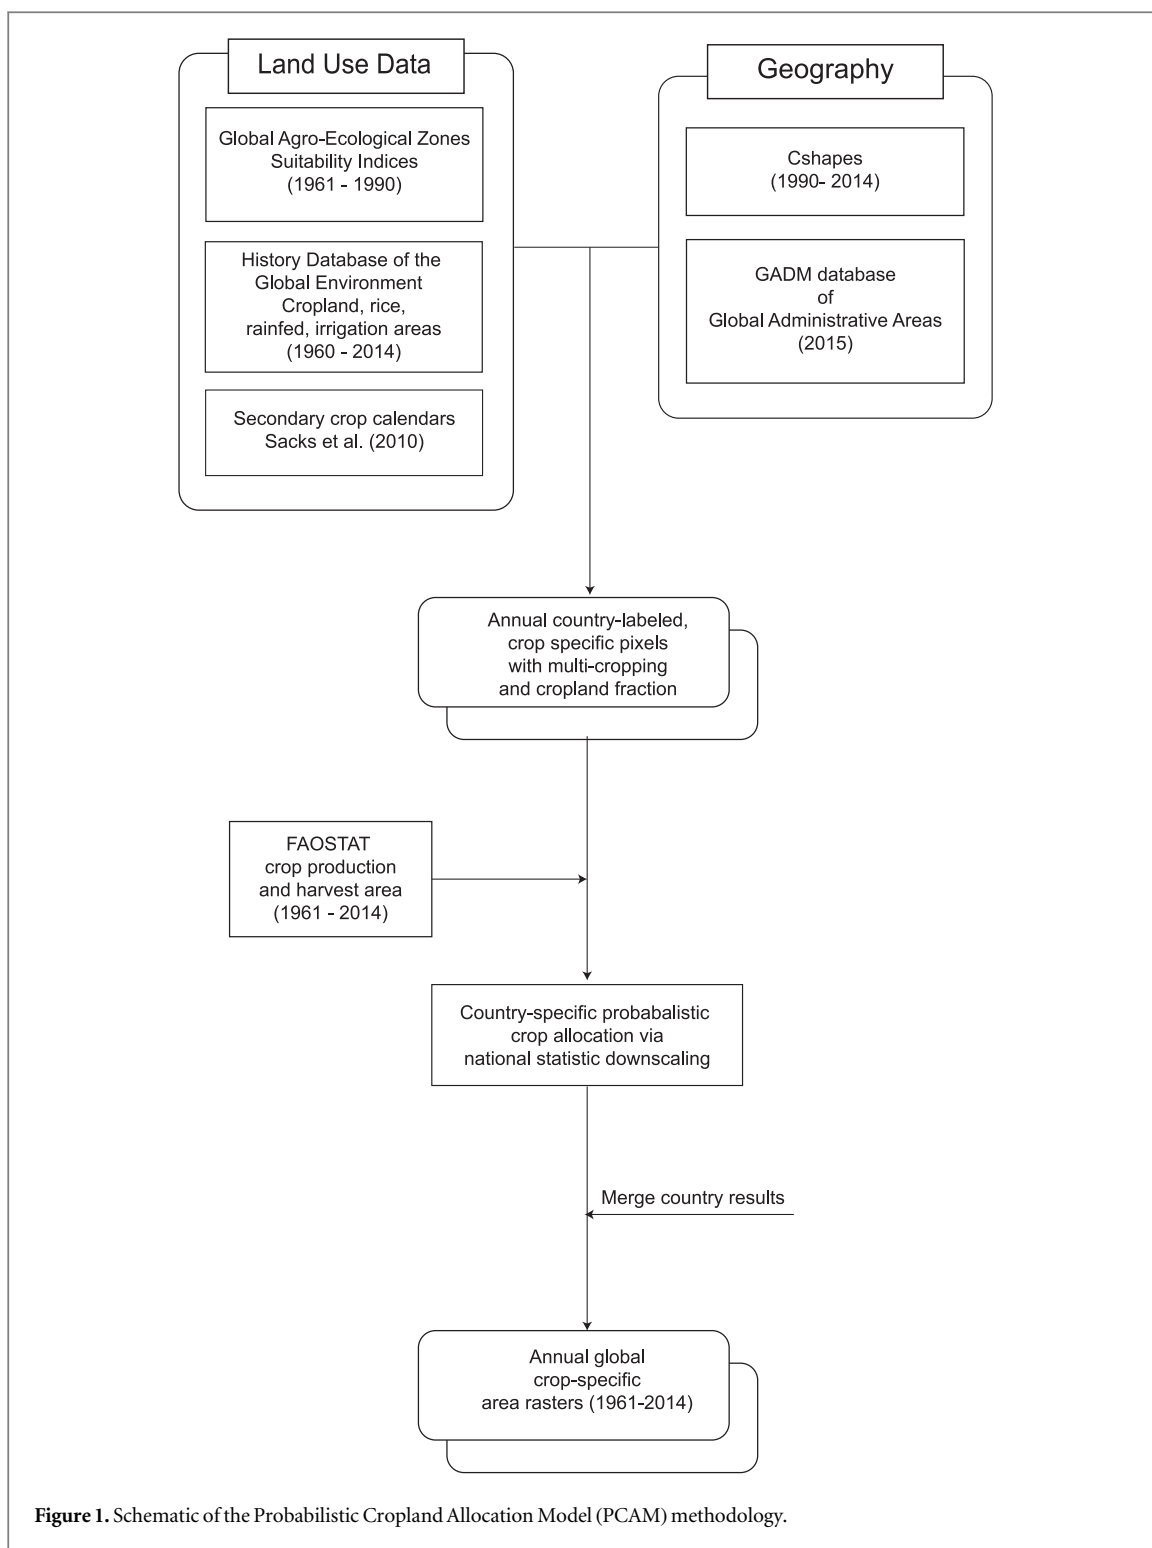 Land Use Data
Global Agro-Ecological Zones
Suitability Indices
(1961 - 1990)
History Database of the
Global Environment
Cropland, rice,
rainfed, irrigation areas
(1960 - 2014)
Secondary crop calendars
Sacks et al. (2010)
Geography
Cshapes
(1990- 2014)
GADM database
of
Global Administrative Areas
(2015)
Annual country-labeled,
crop specific pixels
with multi-cropping
and cropland fraction
FAOSTAT
crop production
and harvest area
(1961 - 2014)
Country-specific probabalistic
crop allocation via
national statistic downscaling
Merge country results
Annual global
crop-specific
area rasters (1961-2014)
Figure 1. Schematic of the Probabilistic Cropland Allocation Model (PCAM) methodology.